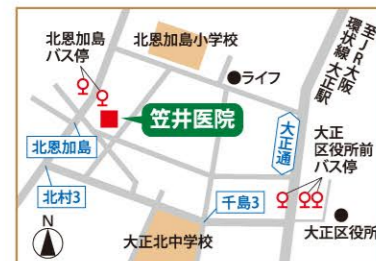 北恩加島
バス停
北恩加島小学校
至JR大阪
環状線 大正駅
ライフ
笠井医院
大正通
大正
区役所前
バス停
北恩加島
北村3
千島3
N
大正北中学校
大正区役所